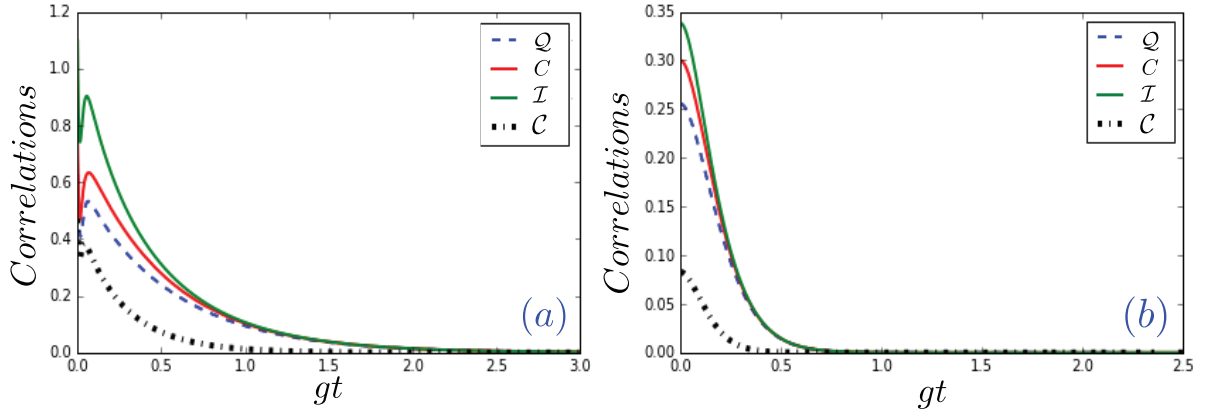 1.2
1.0
0.8
0.6
0.4
0.2
0.0
0.0 0.5 1.0 1.5 2.0 2.5 3.0
Correlations
gt
𝒬
C
ℐ
𝒞
(a)
0.35
0.30
0.25
0.20
0.15
0.10
0.05
0.00
0.0 0.5 1.0 1.5 2.0 2.5
Correlations
gt
𝒬
C
ℐ
𝒞
(b)